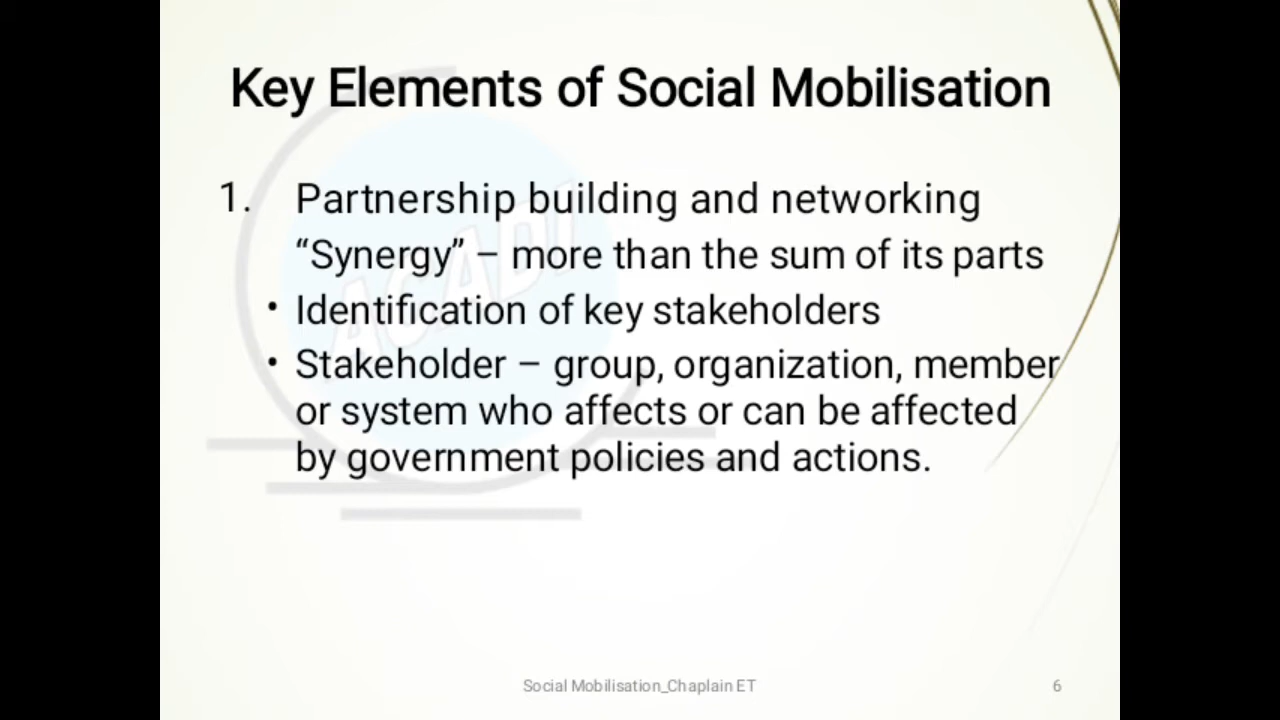 Key Elements of Social Mobilisation
1. Partnership building and networking
“Synergy” – more than the sum of its parts
• Identification of key stakeholders
• Stakeholder – group, organization, member
or system who affects or can be affected
by government policies and actions.
ACADI
Social Mobilisation_Chaplain ET 6